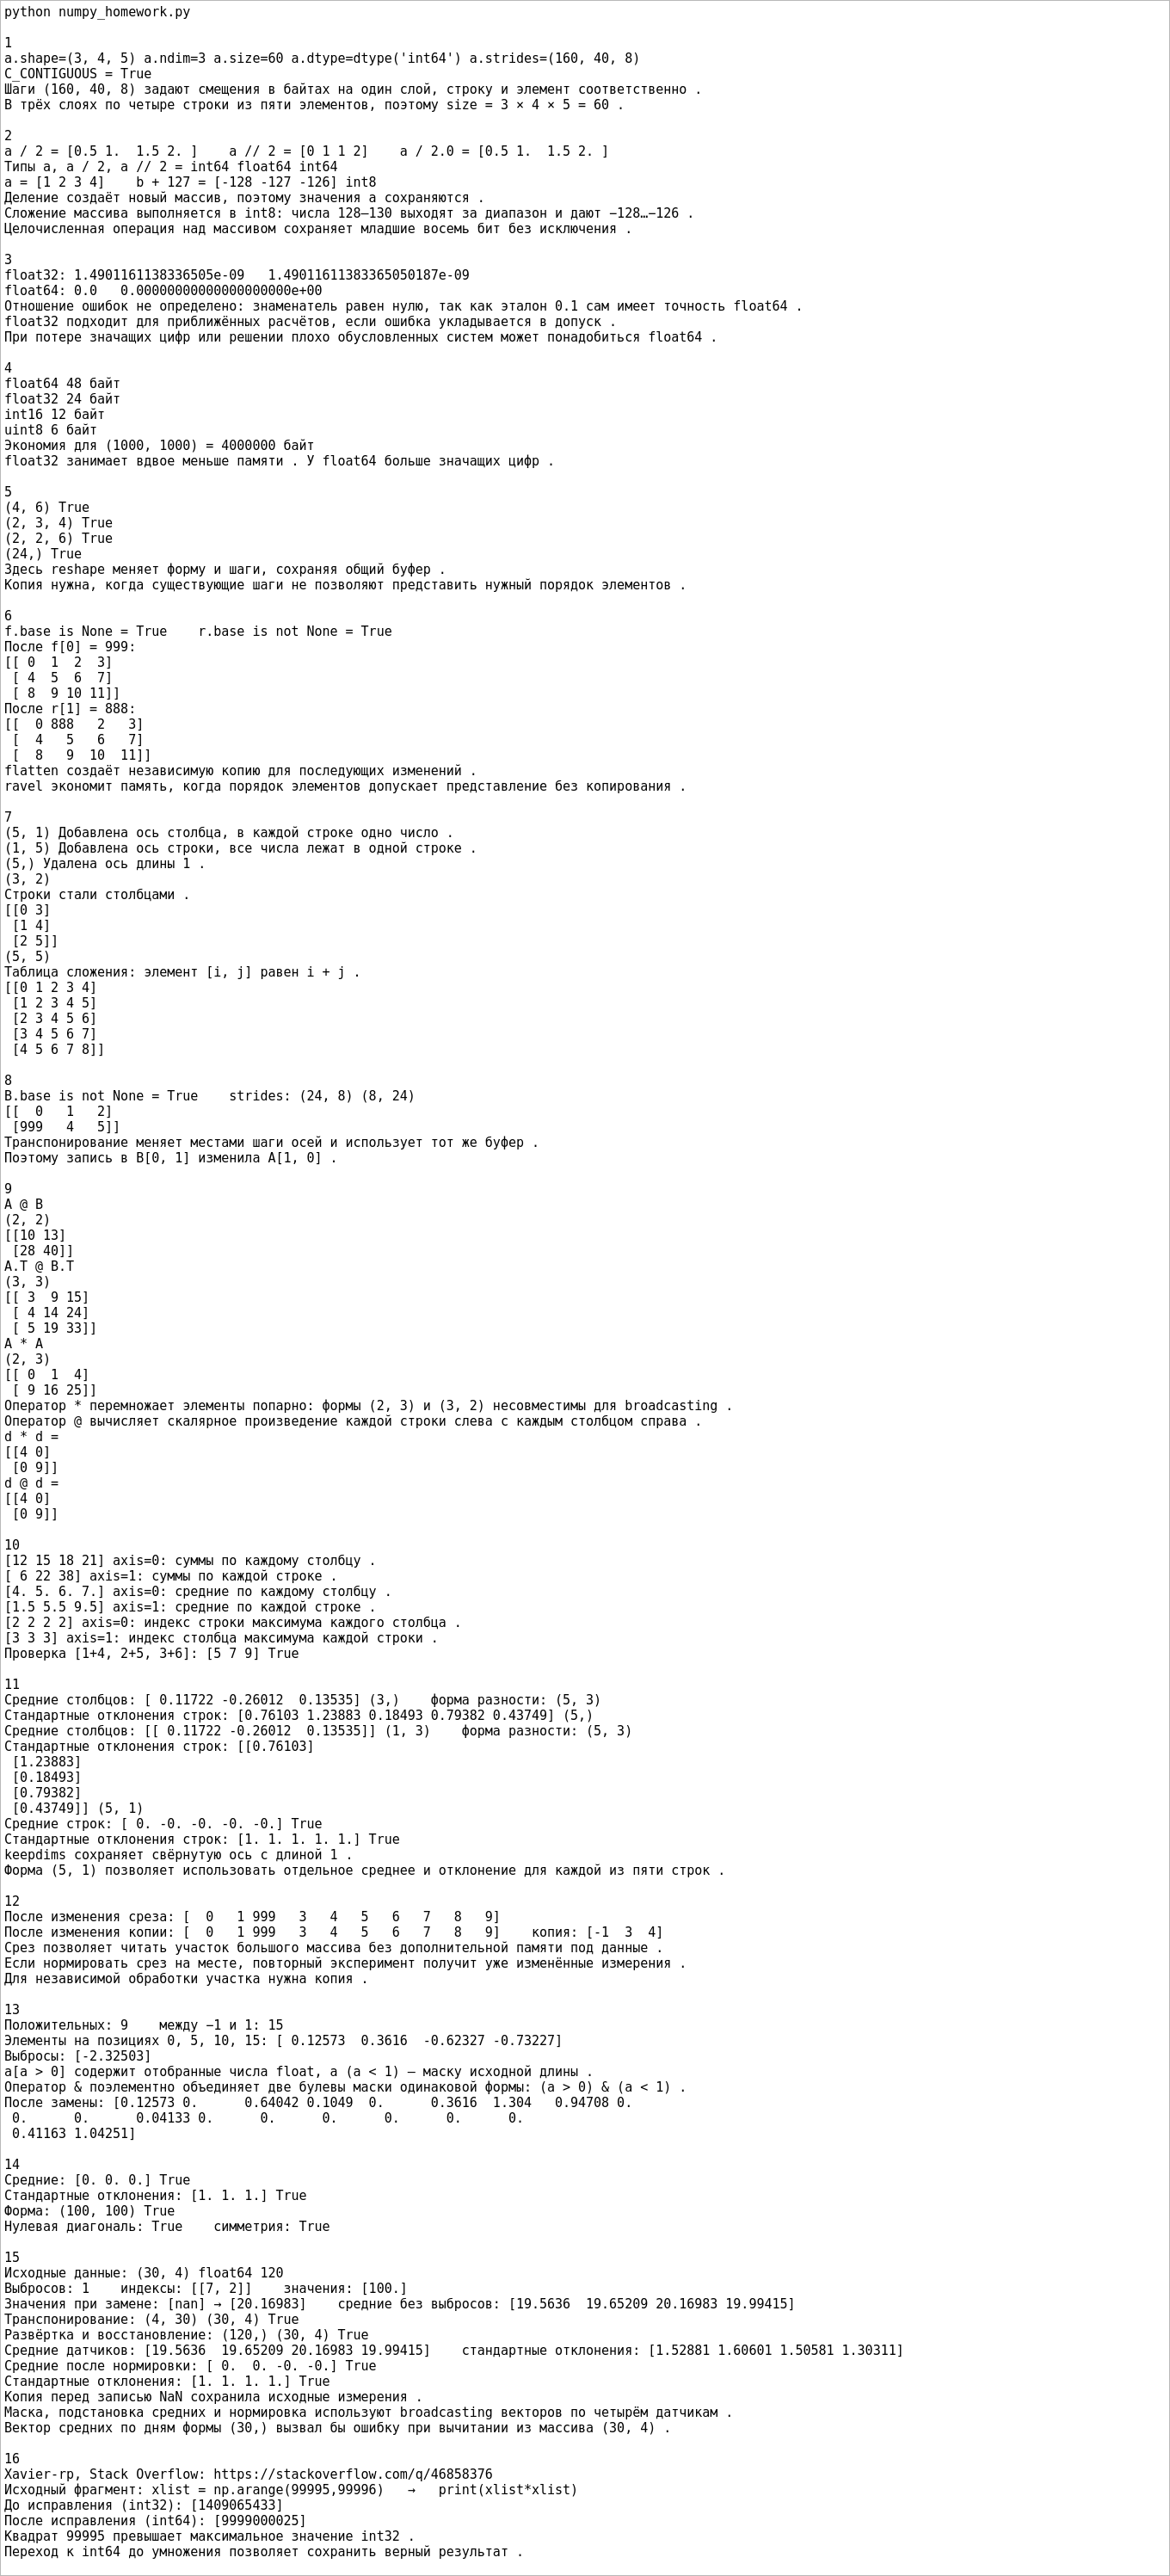 python numpy_homework.py

1
a.shape=(3, 4, 5) a.ndim=3 a.size=60 a.dtype=dtype('int64') a.strides=(160, 40, 8)
C_CONTIGUOUS = True
Шаги (160, 40, 8) задают смещения в байтах на один слой, строку и элемент соответственно .
В трёх слоях по четыре строки из пяти элементов, поэтому size = 3 × 4 × 5 = 60 .

2
a / 2 = [0.5 1.  1.5 2. ]    a // 2 = [0 1 1 2]    a / 2.0 = [0.5 1.  1.5 2. ]
Типы a, a / 2, a // 2 = int64 float64 int64
a = [1 2 3 4]    b + 127 = [-128 -127 -126] int8
Деление создаёт новый массив, поэтому значения a сохраняются .
Сложение массива выполняется в int8: числа 128–130 выходят за диапазон и дают −128…−126 .
Целочисленная операция над массивом сохраняет младшие восемь бит без исключения .

3
float32: 1.4901161138336505e-09   1.49011611383365050187e-09
float64: 0.0   0.00000000000000000000e+00
Отношение ошибок не определено: знаменатель равен нулю, так как эталон 0.1 сам имеет точность float64 .
float32 подходит для приближённых расчётов, если ошибка укладывается в допуск .
При потере значащих цифр или решении плохо обусловленных систем может понадобиться float64 .

4
float64 48 байт
float32 24 байт
int16 12 байт
uint8 6 байт
Экономия для (1000, 1000) = 4000000 байт
float32 занимает вдвое меньше памяти . У float64 больше значащих цифр .

5
(4, 6) True
(2, 3, 4) True
(2, 2, 6) True
(24,) True
Здесь reshape меняет форму и шаги, сохраняя общий буфер .
Копия нужна, когда существующие шаги не позволяют представить нужный порядок элементов .

6
f.base is None = True    r.base is not None = True
После f[0] = 999:
[[ 0  1  2  3]
 [ 4  5  6  7]
 [ 8  9 10 11]]
После r[1] = 888:
[[  0 888   2   3]
 [  4   5   6   7]
 [  8   9  10  11]]
flatten создаёт независимую копию для последующих изменений .
ravel экономит память, когда порядок элементов допускает представление без копирования .

7
(5, 1) Добавлена ось столбца, в каждой строке одно число .
(1, 5) Добавлена ось строки, все числа лежат в одной строке .
(5,) Удалена ось длины 1 .
(3, 2)
Строки стали столбцами .
[[0 3]
 [1 4]
 [2 5]]
(5, 5)
Таблица сложения: элемент [i, j] равен i + j .
[[0 1 2 3 4]
 [1 2 3 4 5]
 [2 3 4 5 6]
 [3 4 5 6 7]
 [4 5 6 7 8]]

8
B.base is not None = True    strides: (24, 8) (8, 24)
[[  0   1   2]
 [999   4   5]]
Транспонирование меняет местами шаги осей и использует тот же буфер .
Поэтому запись в B[0, 1] изменила A[1, 0] .

9
A @ B
(2, 2)
[[10 13]
 [28 40]]
A.T @ B.T
(3, 3)
[[ 3  9 15]
 [ 4 14 24]
 [ 5 19 33]]
A * A
(2, 3)
[[ 0  1  4]
 [ 9 16 25]]
Оператор * перемножает элементы попарно: формы (2, 3) и (3, 2) несовместимы для broadcasting .
Оператор @ вычисляет скалярное произведение каждой строки слева с каждым столбцом справа .
d * d =
[[4 0]
 [0 9]]
d @ d =
[[4 0]
 [0 9]]

10
[12 15 18 21] axis=0: суммы по каждому столбцу .
[ 6 22 38] axis=1: суммы по каждой строке .
[4. 5. 6. 7.] axis=0: средние по каждому столбцу .
[1.5 5.5 9.5] axis=1: средние по каждой строке .
[2 2 2 2] axis=0: индекс строки максимума каждого столбца .
[3 3 3] axis=1: индекс столбца максимума каждой строки .
Проверка [1+4, 2+5, 3+6]: [5 7 9] True

11
Средние столбцов: [ 0.11722 -0.26012  0.13535] (3,)    форма разности: (5, 3)
Стандартные отклонения строк: [0.76103 1.23883 0.18493 0.79382 0.43749] (5,)
Средние столбцов: [[ 0.11722 -0.26012  0.13535]] (1, 3)    форма разности: (5, 3)
Стандартные отклонения строк: [[0.76103]
 [1.23883]
 [0.18493]
 [0.79382]
 [0.43749]] (5, 1)
Средние строк: [ 0. -0. -0. -0. -0.] True
Стандартные отклонения строк: [1. 1. 1. 1. 1.] True
keepdims сохраняет свёрнутую ось с длиной 1 .
Форма (5, 1) позволяет использовать отдельное среднее и отклонение для каждой из пяти строк .

12
После изменения среза: [  0   1 999   3   4   5   6   7   8   9]
После изменения копии: [  0   1 999   3   4   5   6   7   8   9]    копия: [-1  3  4]
Срез позволяет читать участок большого массива без дополнительной памяти под данные .
Если нормировать срез на месте, повторный эксперимент получит уже изменённые измерения .
Для независимой обработки участка нужна копия .

13
Положительных: 9    между −1 и 1: 15
Элементы на позициях 0, 5, 10, 15: [ 0.12573  0.3616  -0.62327 -0.73227]
Выбросы: [-2.32503]
a[a > 0] содержит отобранные числа float, а (a < 1) — маску исходной длины .
Оператор & поэлементно объединяет две булевы маски одинаковой формы: (a > 0) & (a < 1) .
После замены: [0.12573 0.      0.64042 0.1049  0.      0.3616  1.304   0.94708 0.
 0.      0.      0.04133 0.      0.      0.      0.      0.      0.
 0.41163 1.04251]

14
Средние: [0. 0. 0.] True
Стандартные отклонения: [1. 1. 1.] True
Форма: (100, 100) True
Нулевая диагональ: True    симметрия: True

15
Исходные данные: (30, 4) float64 120
Выбросов: 1    индексы: [[7, 2]]    значения: [100.]
Значения при замене: [nan] → [20.16983]    средние без выбросов: [19.5636  19.65209 20.16983 19.99415]
Транспонирование: (4, 30) (30, 4) True
Развёртка и восстановление: (120,) (30, 4) True
Средние датчиков: [19.5636  19.65209 20.16983 19.99415]    стандартные отклонения: [1.52881 1.60601 1.50581 1.30311]
Средние после нормировки: [ 0.  0. -0. -0.] True
Стандартные отклонения: [1. 1. 1. 1.] True
Копия перед записью NaN сохранила исходные измерения .
Маска, подстановка средних и нормировка используют broadcasting векторов по четырём датчикам .
Вектор средних по дням формы (30,) вызвал бы ошибку при вычитании из массива (30, 4) .

16
Xavier-rp, Stack Overflow: https://stackoverflow.com/q/46858376
Исходный фрагмент: xlist = np.arange(99995,99996)   →   print(xlist*xlist)
До исправления (int32): [1409065433]
После исправления (int64): [9999000025]
Квадрат 99995 превышает максимальное значение int32 .
Переход к int64 до умножения позволяет сохранить верный результат .